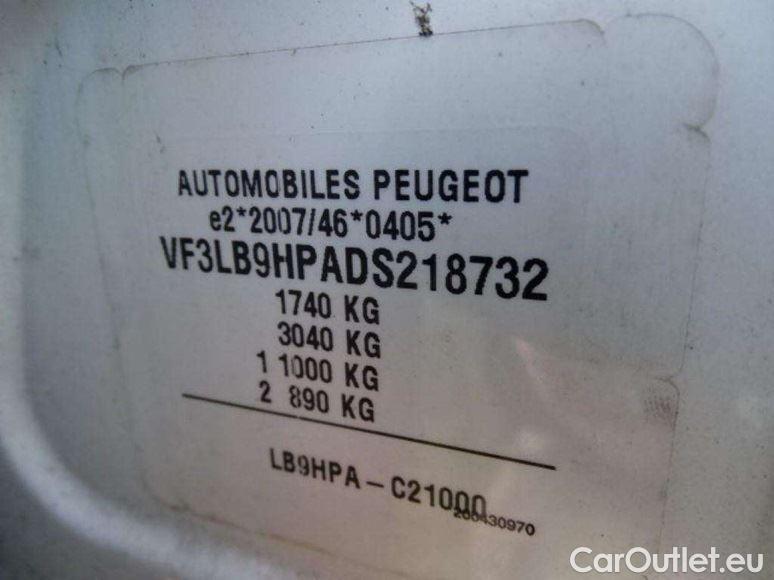 AUTOMOBILES PEUGEOT
e2*2007/46*0405*
VF3LB9HPADS218732
1740 KG
3040 KG
1 1000 KG
2 890 KG
LB9HPA - C21000
200430970
CarOutlet.eu